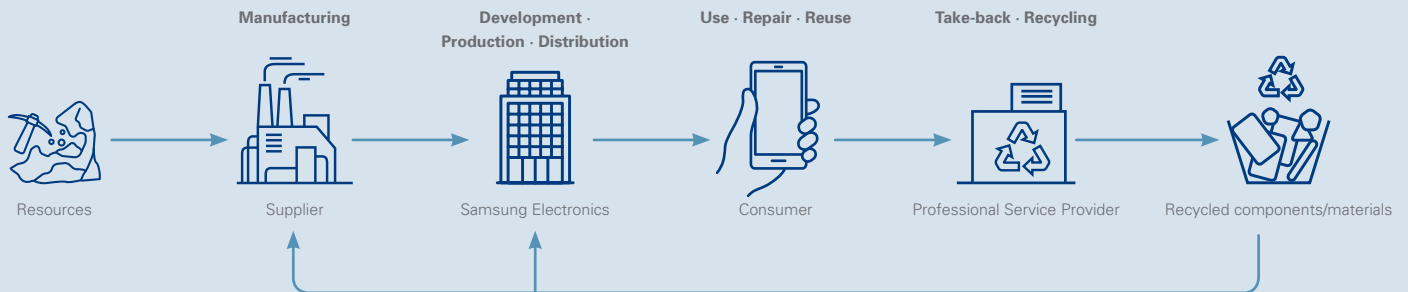 Manufacturing
Development ·
Production · Distribution
Use · Repair · Reuse
Take-back · Recycling
Resources
Supplier
Samsung Electronics
Consumer
Professional Service Provider
Recycled components/materials